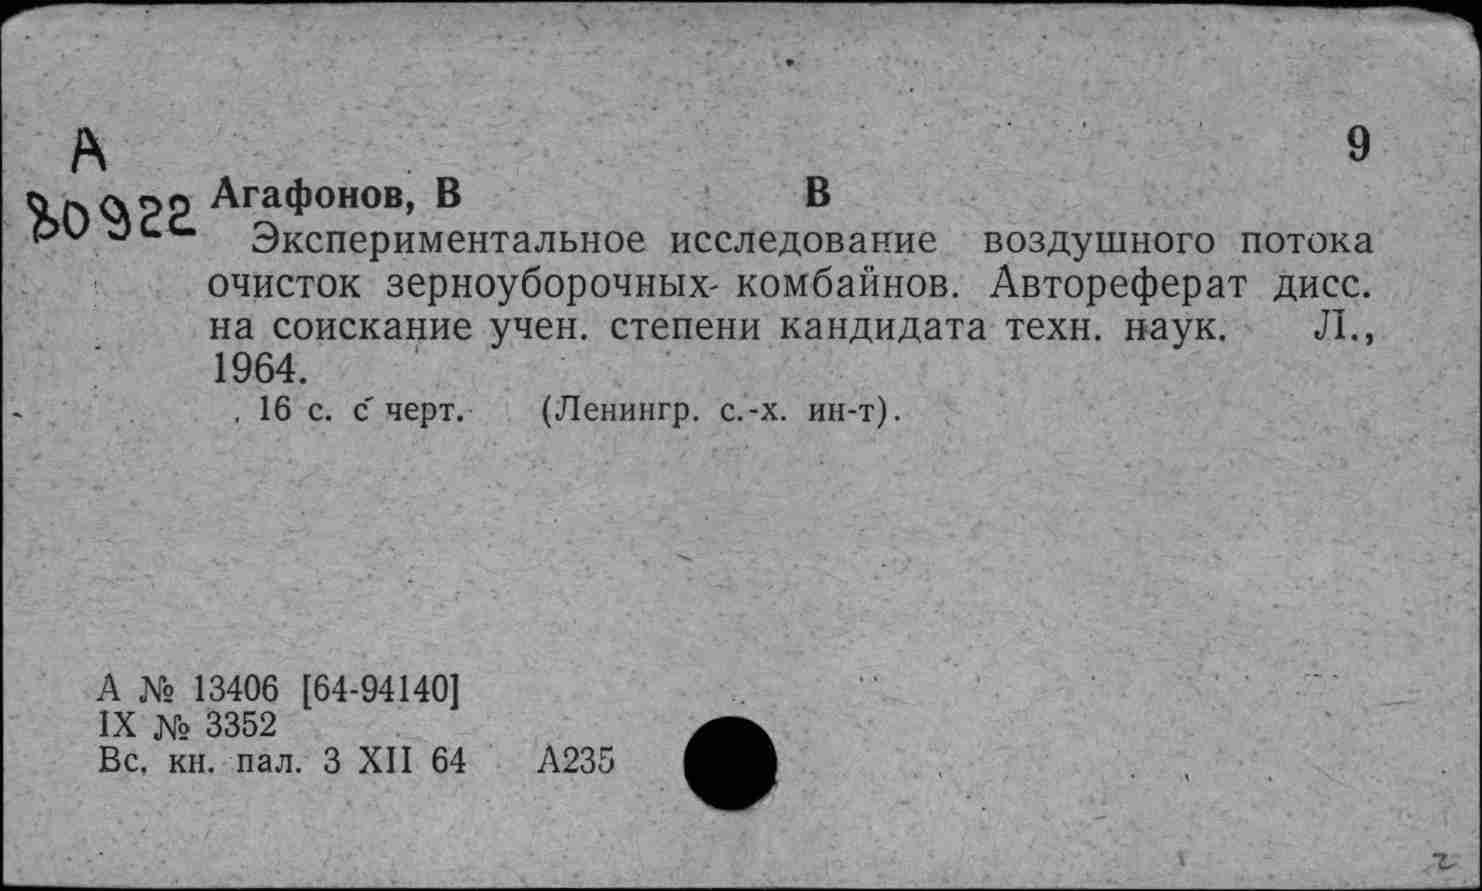 А
80922
9
Агафонов, В В
Экспериментальное исследование воздушного потока
очисток зерноуборочных комбайнов. Автореферат дисс.
на соискание учен. степени кандидата техн. наук. Л.,
1964.
16 с. с черт. (Ленингр. с.-х. ин-т).
А № 13406 [64-94140]
IX № 3352
Вс. кн. пал. 3 XII 64 А235